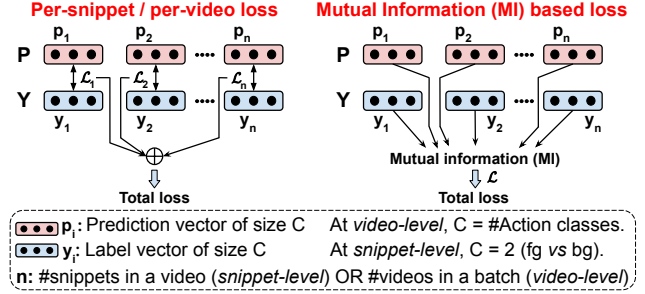 Per-snippet / per-video loss
p1 p2 pn
P ....
ℒ1 ℒ2 ℒn
Y ....
y1 y2 yn
Total loss
Mutual Information (MI) based loss
p1 p2 pn
P ....
Y ....
y1 y2 yn
Mutual information (MI)
ℒ
Total loss
pi: Prediction vector of size C At video-level, C = #Action classes.
yi: Label vector of size C At snippet-level, C = 2 (fg vs bg).
n: #snippets in a video (snippet-level) OR #videos in a batch (video-level)